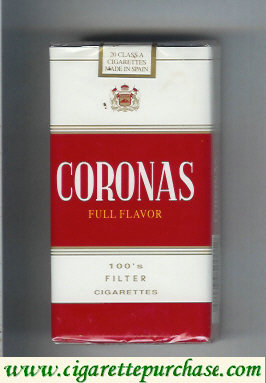 20 CLASS A
CIGARETTES
MADE IN SPAIN
CORONAS
FULL FLAVOR
100's
FILTER
CIGARETTES
www.cigarettepurchase.com